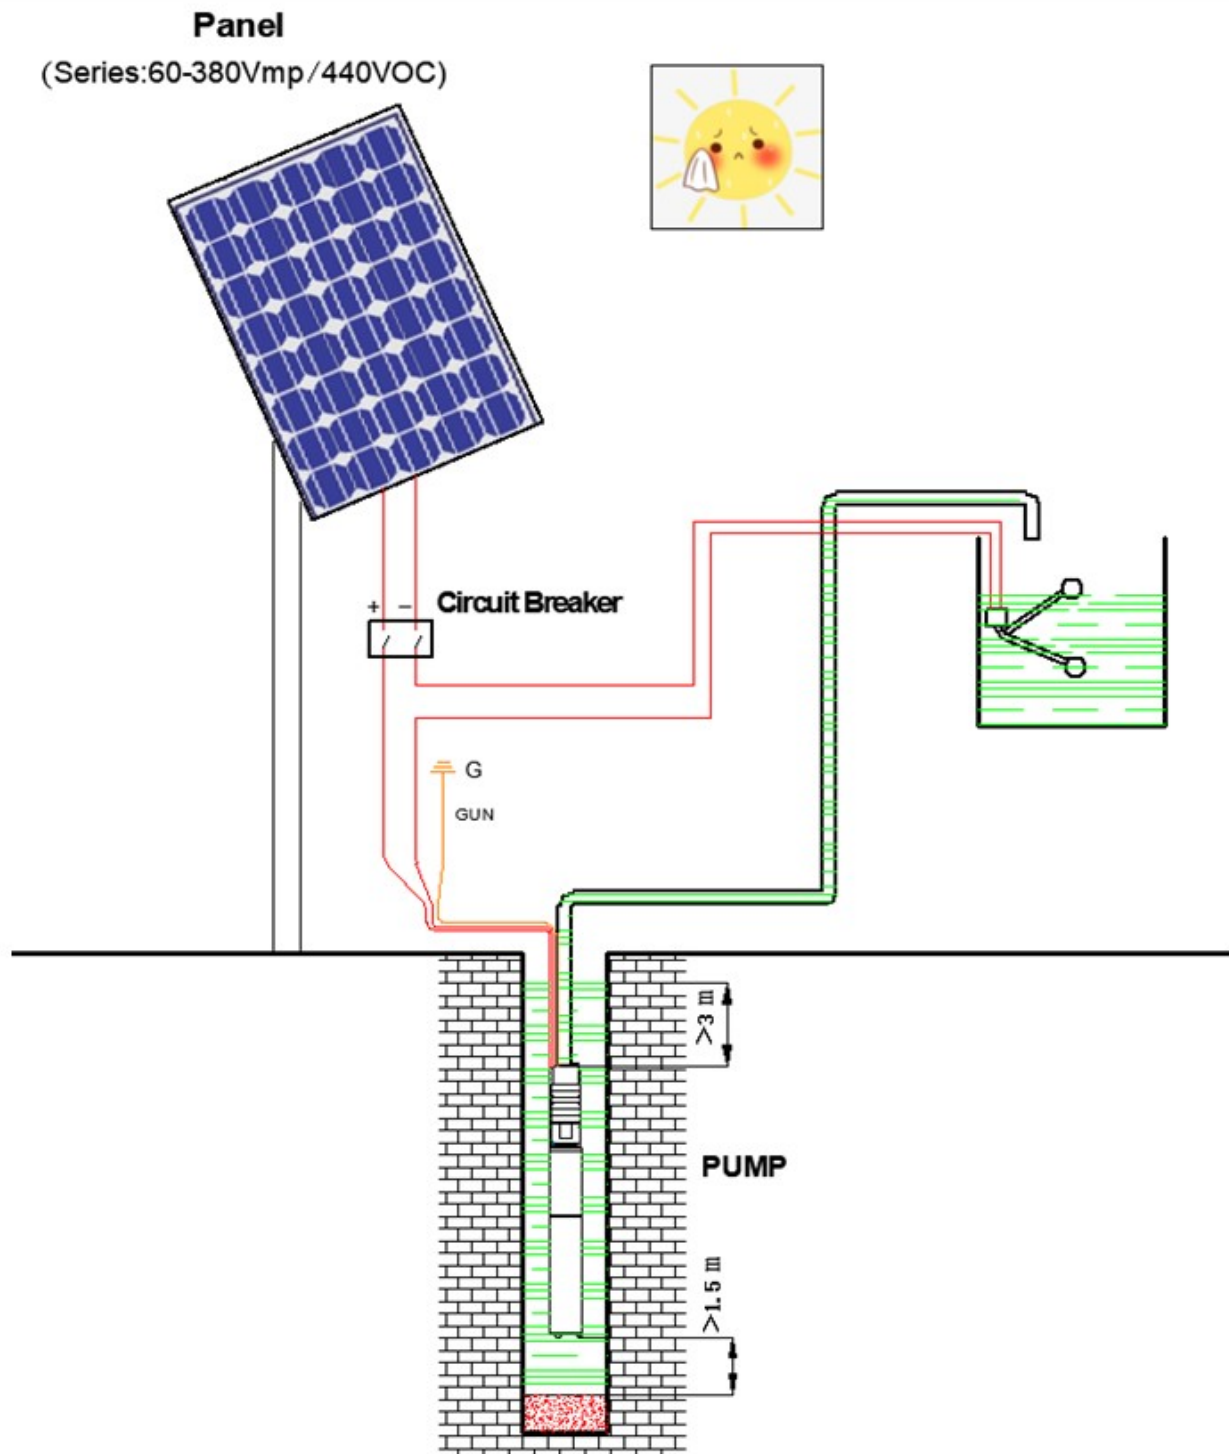 Panel
(Series:60-380Vmp/440VOC)
+ − Circuit Breaker
G
GUN
>3 m
PUMP
>1.5 m